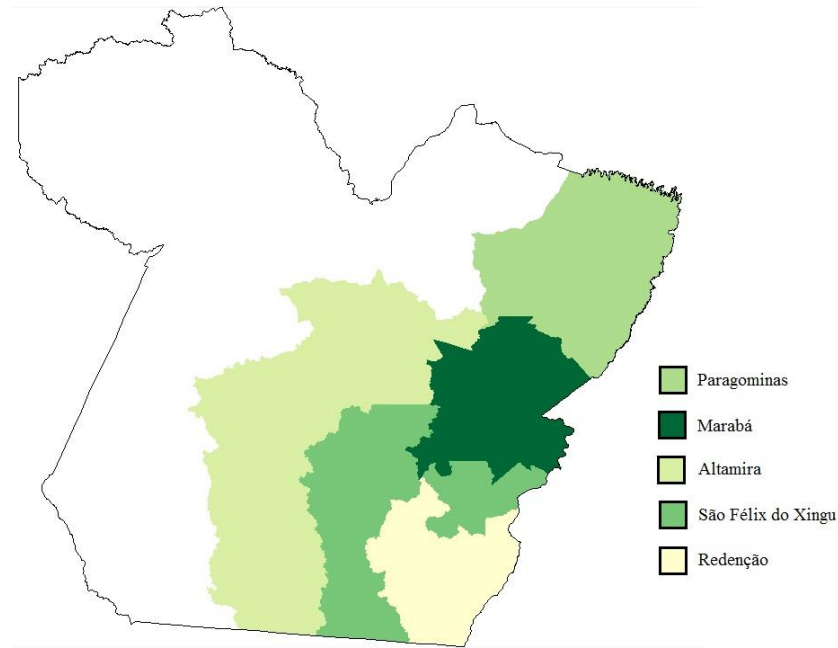 Paragominas
Marabá
Altamira
São Félix do Xingu
Redenção